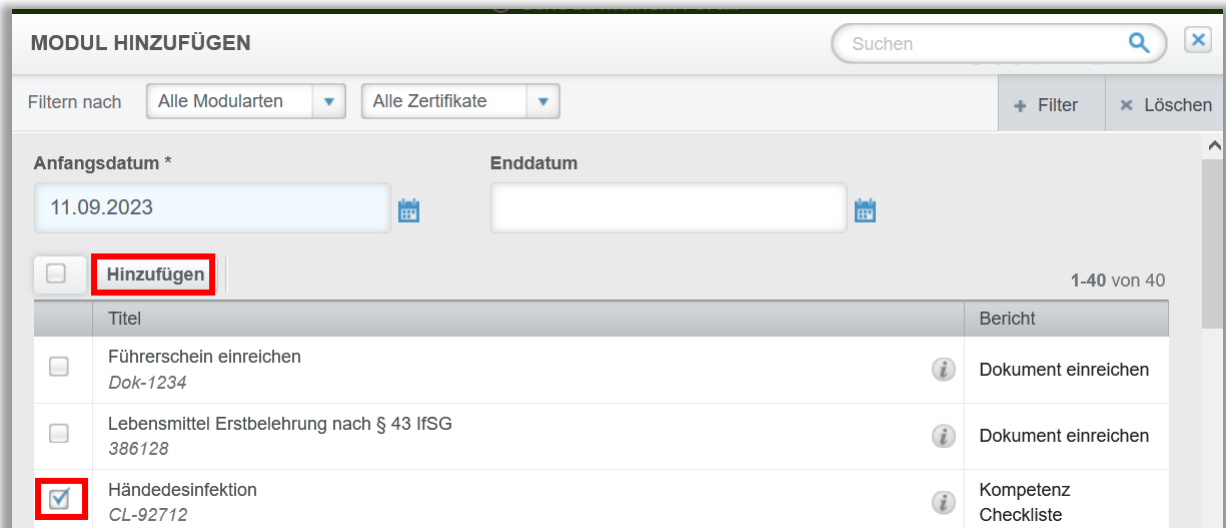 MODUL HINZUFÜGEN
Suchen
Filtern nach
Alle Modularten
Alle Zertifikate
Filter
Löschen
Anfangsdatum *
Enddatum
11.09.2023
Hinzufügen
1-40 von 40
Titel
Bericht
Führerschein einreichen
Dok-1234
Dokument einreichen
Lebensmittel Erstbelehrung nach § 43 IfSG
386128
Dokument einreichen
Händedesinfektion
CL-92712
Kompetenz
Checkliste